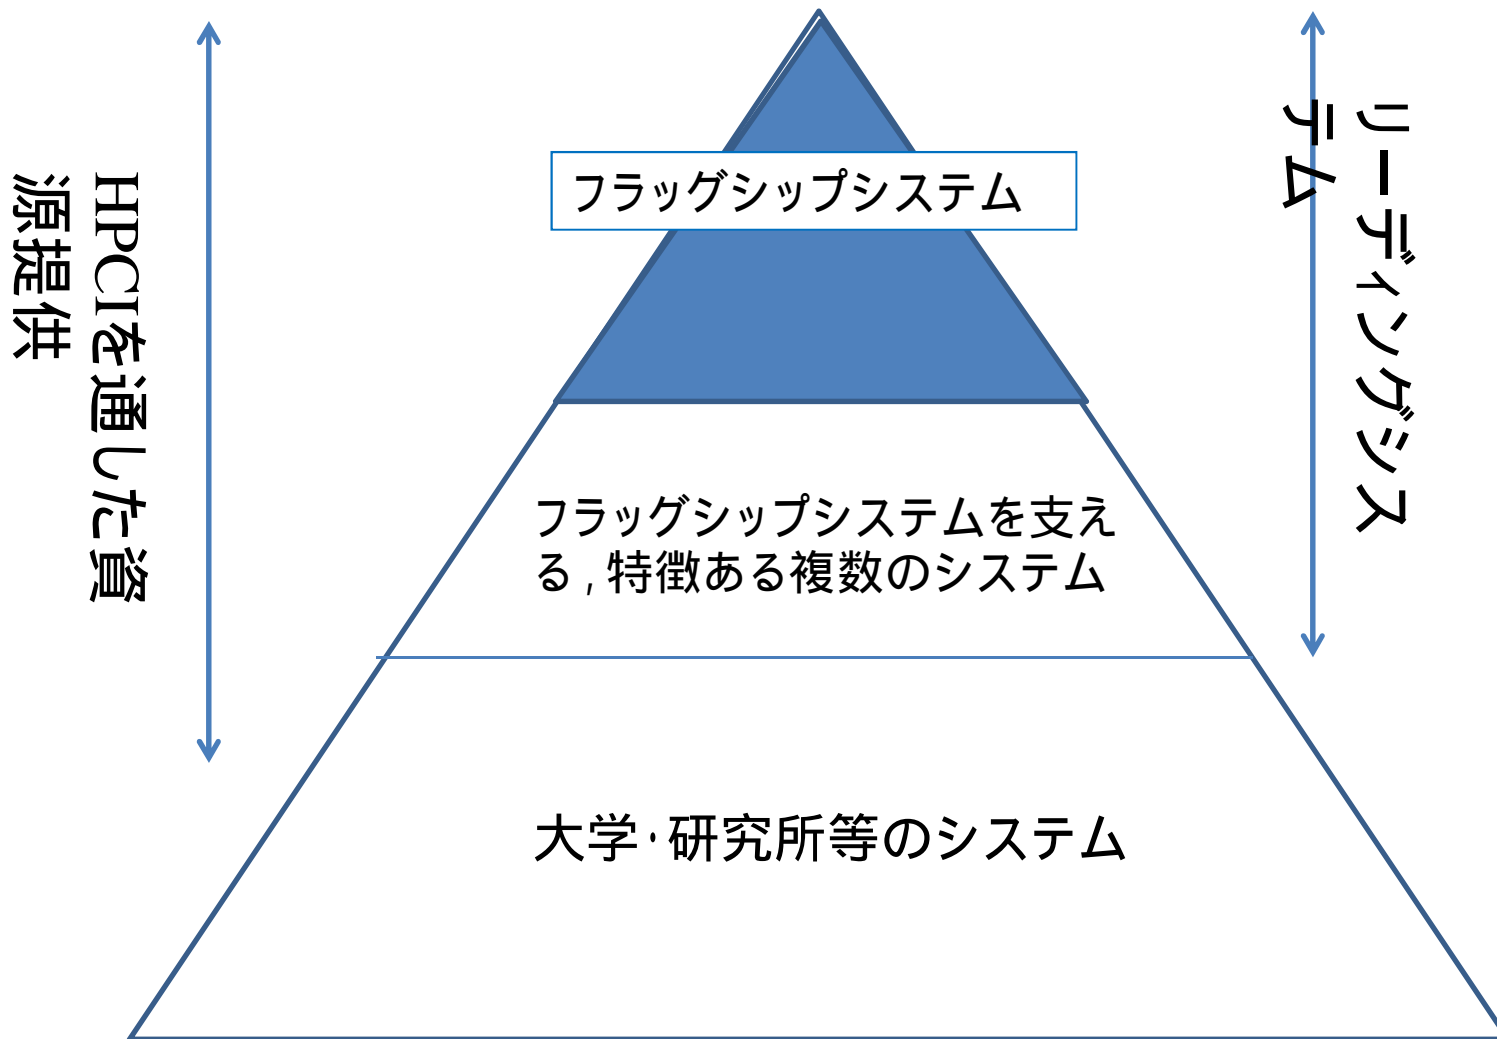 HPCIを通した資
源提供
フラッグシップシステム
フラッグシップシステムを支え
る,特徴ある複数のシステム
大学・研究所等のシステム
リーディングシス
テム